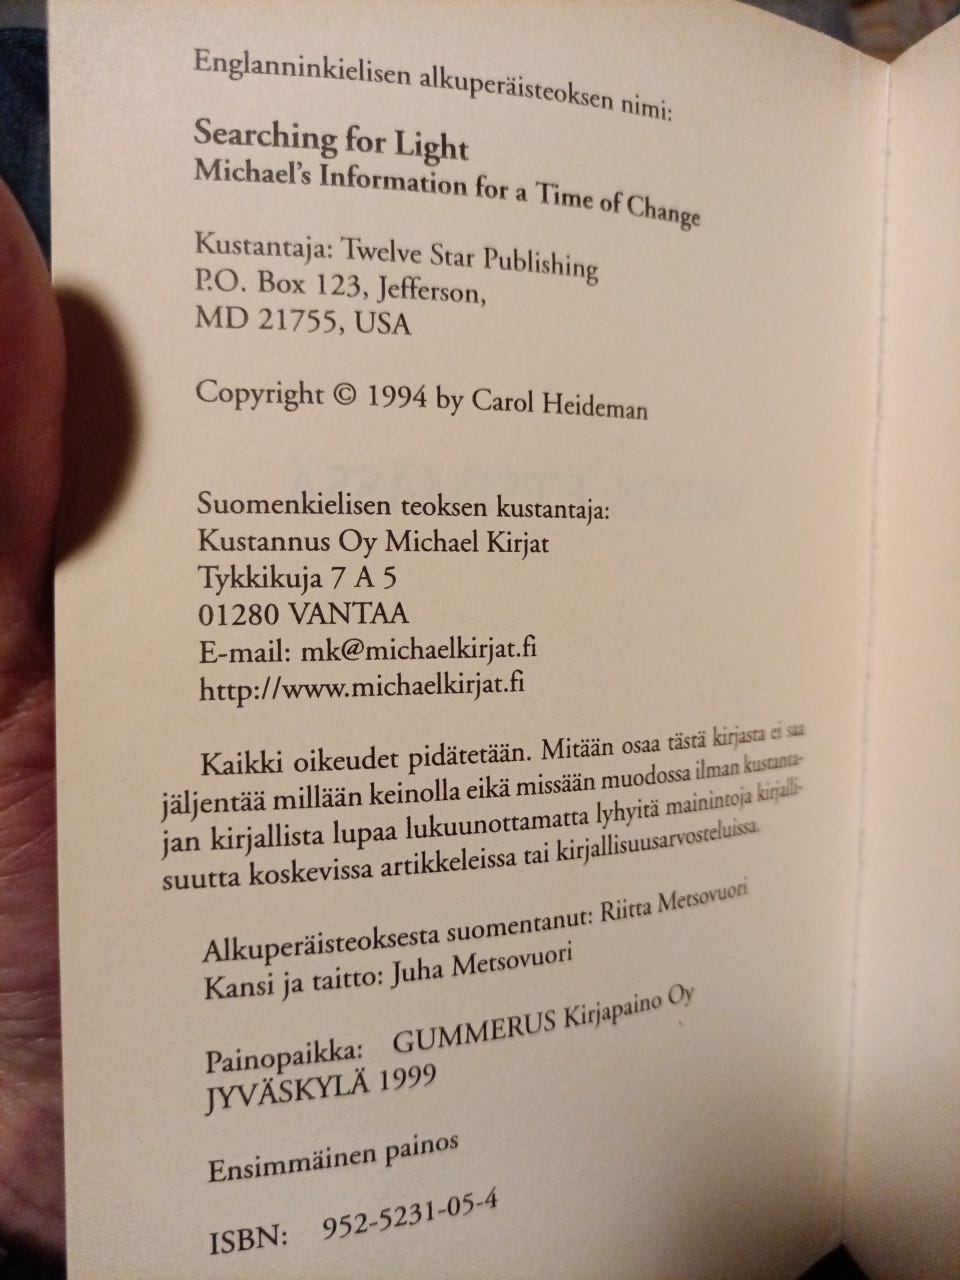 Englanninkielisen alkuperäisteoksen nimi:
Searching for Light
Michael's Information for a Time of Change
Kustantaja: Twelve Star Publishing
P.O. Box 123, Jefferson,
MD 21755, USA
Copyright © 1994 by Carol Heideman
Suomenkielisen teoksen kustantaja:
Kustannus Oy Michael Kirjat
Tykkikuja 7 A 5
01280 VANTAA
E-mail: mk@michaelkirjat.fi
http://www.michaelkirjat.fi
Kaikki oikeudet pidätetään. Mitään osaa tästä kirjasta ei saa
jäljentää millään keinolla eikä missään muodossa ilman kustanta-
jan kirjallista lupaa lukuunottamatta lyhyitä mainintoja kirjalli-
suutta koskevissa artikkeleissa tai kirjallisuusarvosteluissa.
Alkuperäisteoksesta suomentanut: Riitta Metsovuori
Kansi ja taitto: Juha Metsovuori
Painopaikka: GUMMERUS Kirjapaino Oy
JYVÄSKYLÄ 1999
Ensimmäinen painos
ISBN: 952-5231-05-4